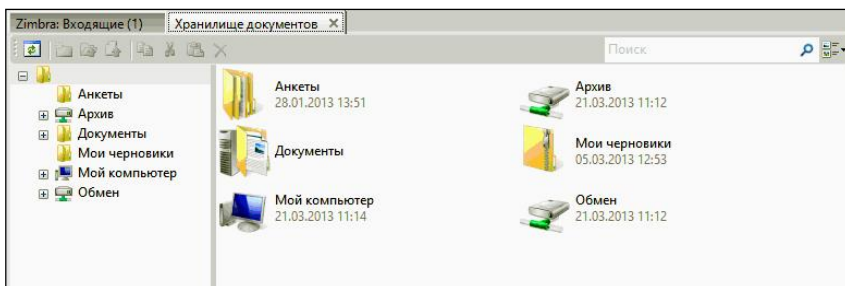 Zimbra: Входящие (1)
Хранилище документов
Поиск
Анкеты
Архив
Документы
Мои черновики
Мой компьютер
Обмен
Анкеты
28.01.2013 13:51
Архив
21.03.2013 11:12
Документы
Мои черновики
05.03.2013 12:53
Мой компьютер
21.03.2013 11:14
Обмен
21.03.2013 11:12